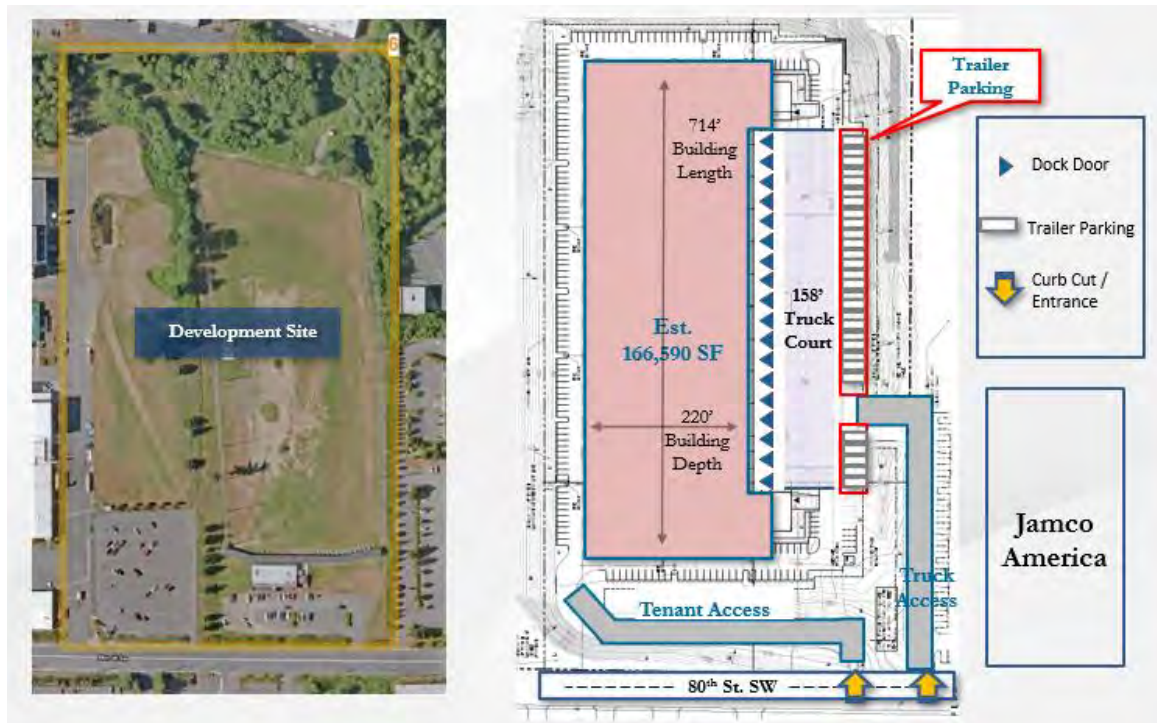 6
Development Site
714'
Building
Length
Est.
166,590 SF
220'
Building
Depth
158'
Truck
Court
Trailer
Parking
Dock Door
Trailer Parking
Curb Cut /
Entrance
Jamco
America
Tenant Access
Truck
Access
80th St. SW